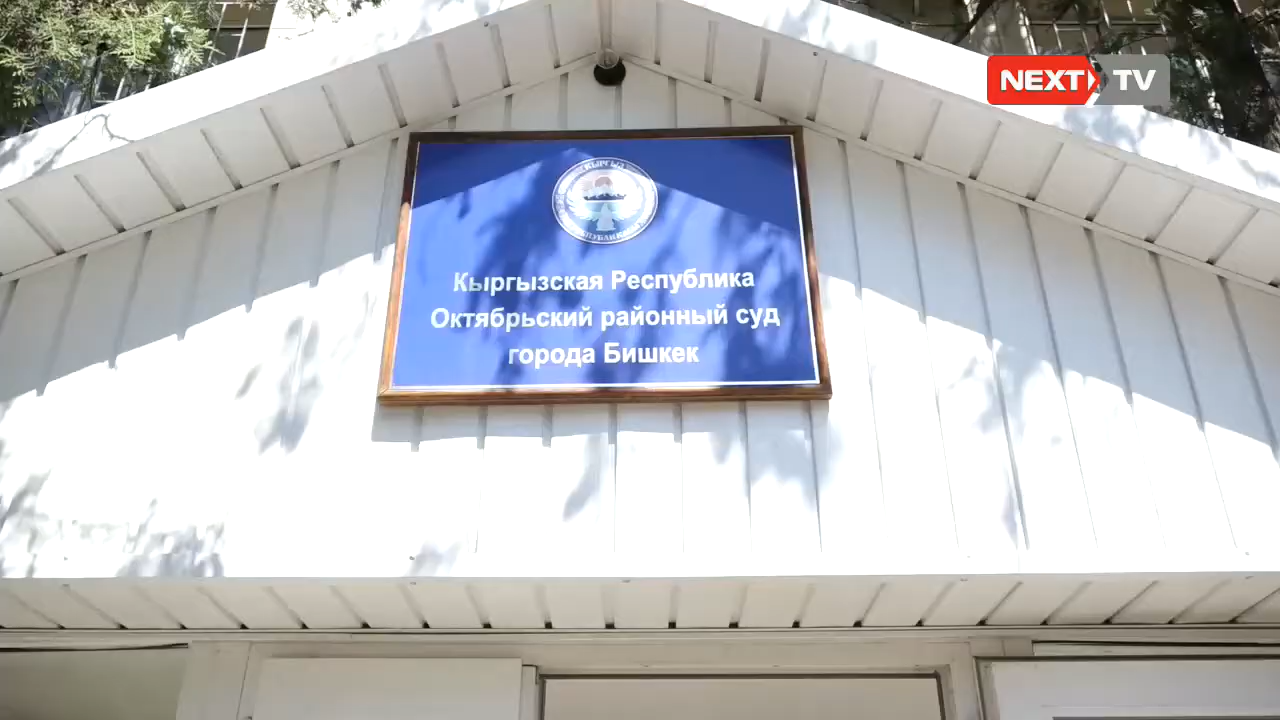 NEXT TV
Кыргызская Республика
Октябрьский районный суд
города Бишкек